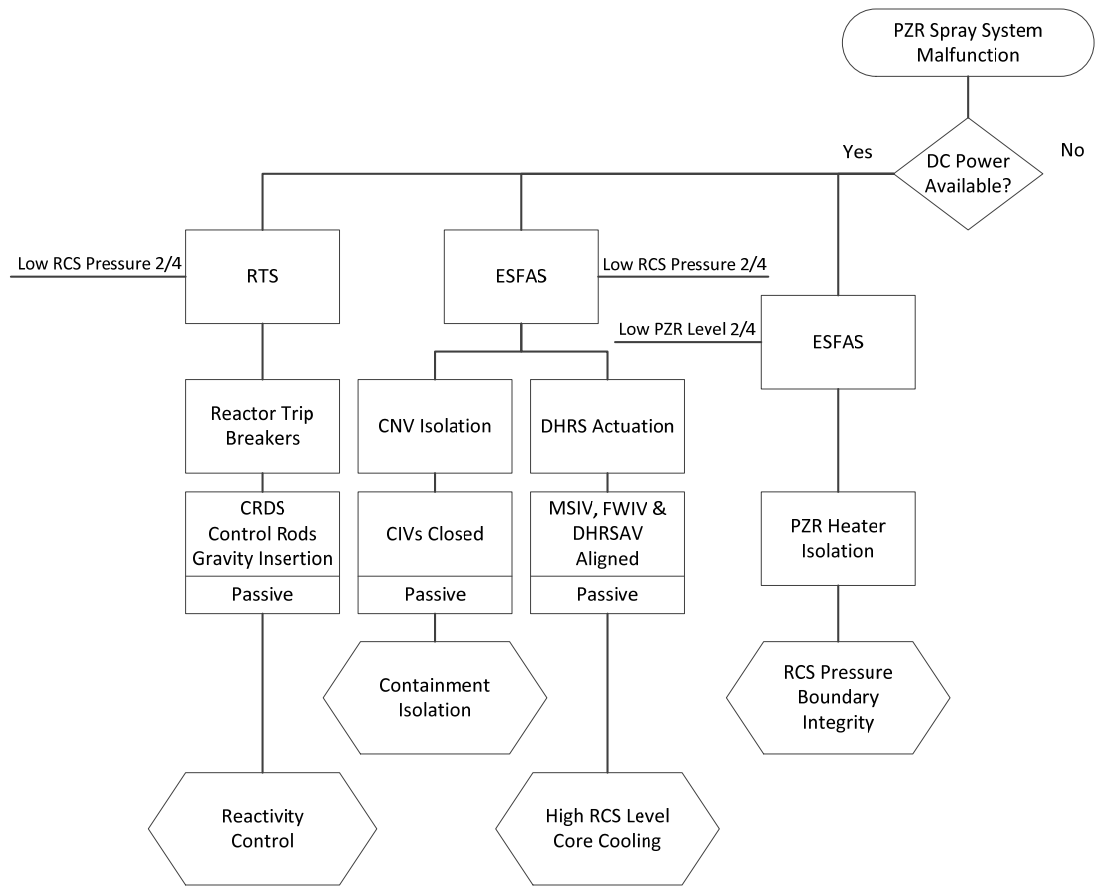 PZR Spray System
Malfunction
Yes
No
DC Power
Available?
Low RCS Pressure 2/4
RTS
ESFAS
Low RCS Pressure 2/4
Low PZR Level 2/4
ESFAS
Reactor Trip
Breakers
CNV Isolation
DHRS Actuation
CRDS
Control Rods
Gravity Insertion
Passive
CIVs Closed
Passive
MSIV, FWIV &
DHRSAV
Aligned
Passive
PZR Heater
Isolation
Containment
Isolation
RCS Pressure
Boundary
Integrity
Reactivity
Control
High RCS Level
Core Cooling